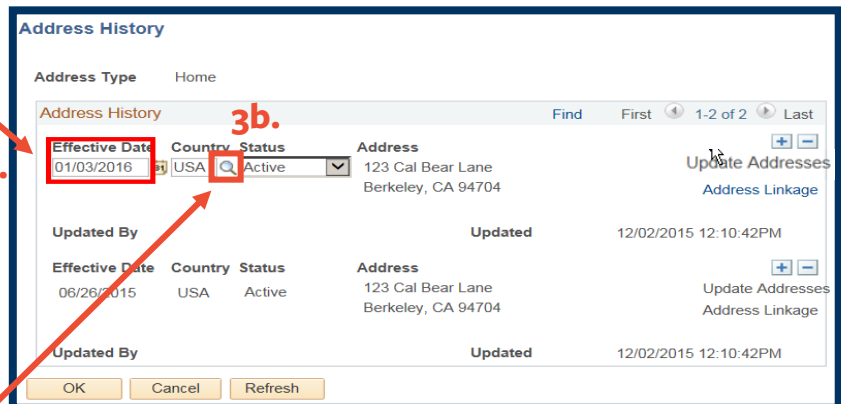 Address History
Address Type Home
Address History 3b. Find First 1-2 of 2 Last
Effective Date Country Status Address + -
01/03/2016 31 USA Active 123 Cal Bear Lane Update Addresses
Berkeley, CA 94704 Address Linkage
Updated By Updated 12/02/2015 12:10:42PM
Effective Date Country Status Address + -
06/26/2015 USA Active 123 Cal Bear Lane Update Addresses
Berkeley, CA 94704 Address Linkage
Updated By Updated 12/02/2015 12:10:42PM
OK Cancel Refresh